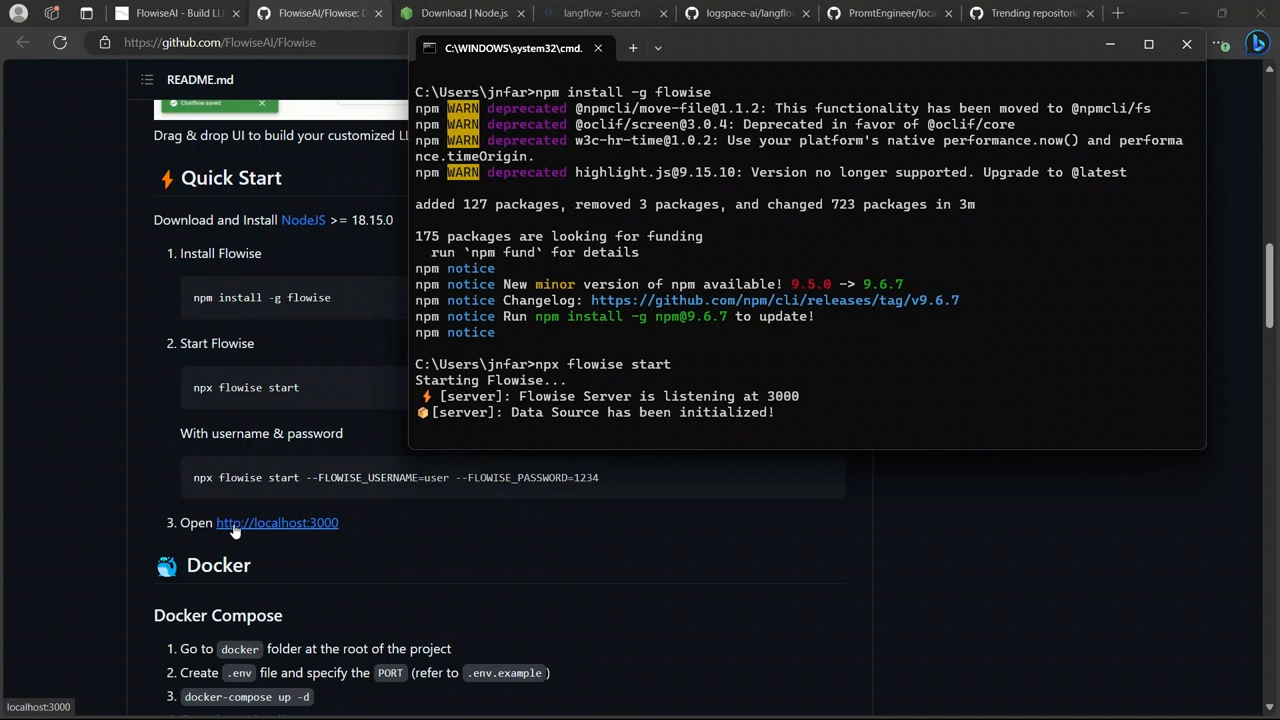 FlowiseAI - Build LL
FlowiseAI/Flowise: D
Download | Node.js
langflow - Search
logspace-ai/langflow
PromtEngineer/loca
Trending repositorie
https://github.com/FlowiseAI/Flowise
README.md
Chatflow saved
Drag & drop UI to build your customized LL
Quick Start
Download and Install NodeJS >= 18.15.0
1. Install Flowise
npm install -g flowise
2. Start Flowise
npx flowise start
With username & password
npx flowise start --FLOWISE_USERNAME=user --FLOWISE_PASSWORD=1234
3. Open http://localhost:3000
Docker
Docker Compose
1. Go to docker folder at the root of the project
2. Create .env file and specify the PORT (refer to .env.example)
3. docker-compose up -d
localhost:3000
C:\WINDOWS\system32\cmd.
C:\Users\jnfar>npm install -g flowise
npm WARN deprecated @npmcli/move-file@1.1.2: This functionality has been moved to @npmcli/fs
npm WARN deprecated @oclif/screen@3.0.4: Deprecated in favor of @oclif/core
npm WARN deprecated w3c-hr-time@1.0.2: Use your platform's native performance.now() and performa
nce.timeOrigin.
npm WARN deprecated highlight.js@9.15.10: Version no longer supported. Upgrade to @latest
added 127 packages, removed 3 packages, and changed 723 packages in 3m
175 packages are looking for funding
run `npm fund` for details
npm notice
npm notice New minor version of npm available! 9.5.0 -> 9.6.7
npm notice Changelog: https://github.com/npm/cli/releases/tag/v9.6.7
npm notice Run npm install -g npm@9.6.7 to update!
npm notice
C:\Users\jnfar>npx flowise start
Starting Flowise...
⚡ [server]: Flowise Server is listening at 3000
📦[server]: Data Source has been initialized!